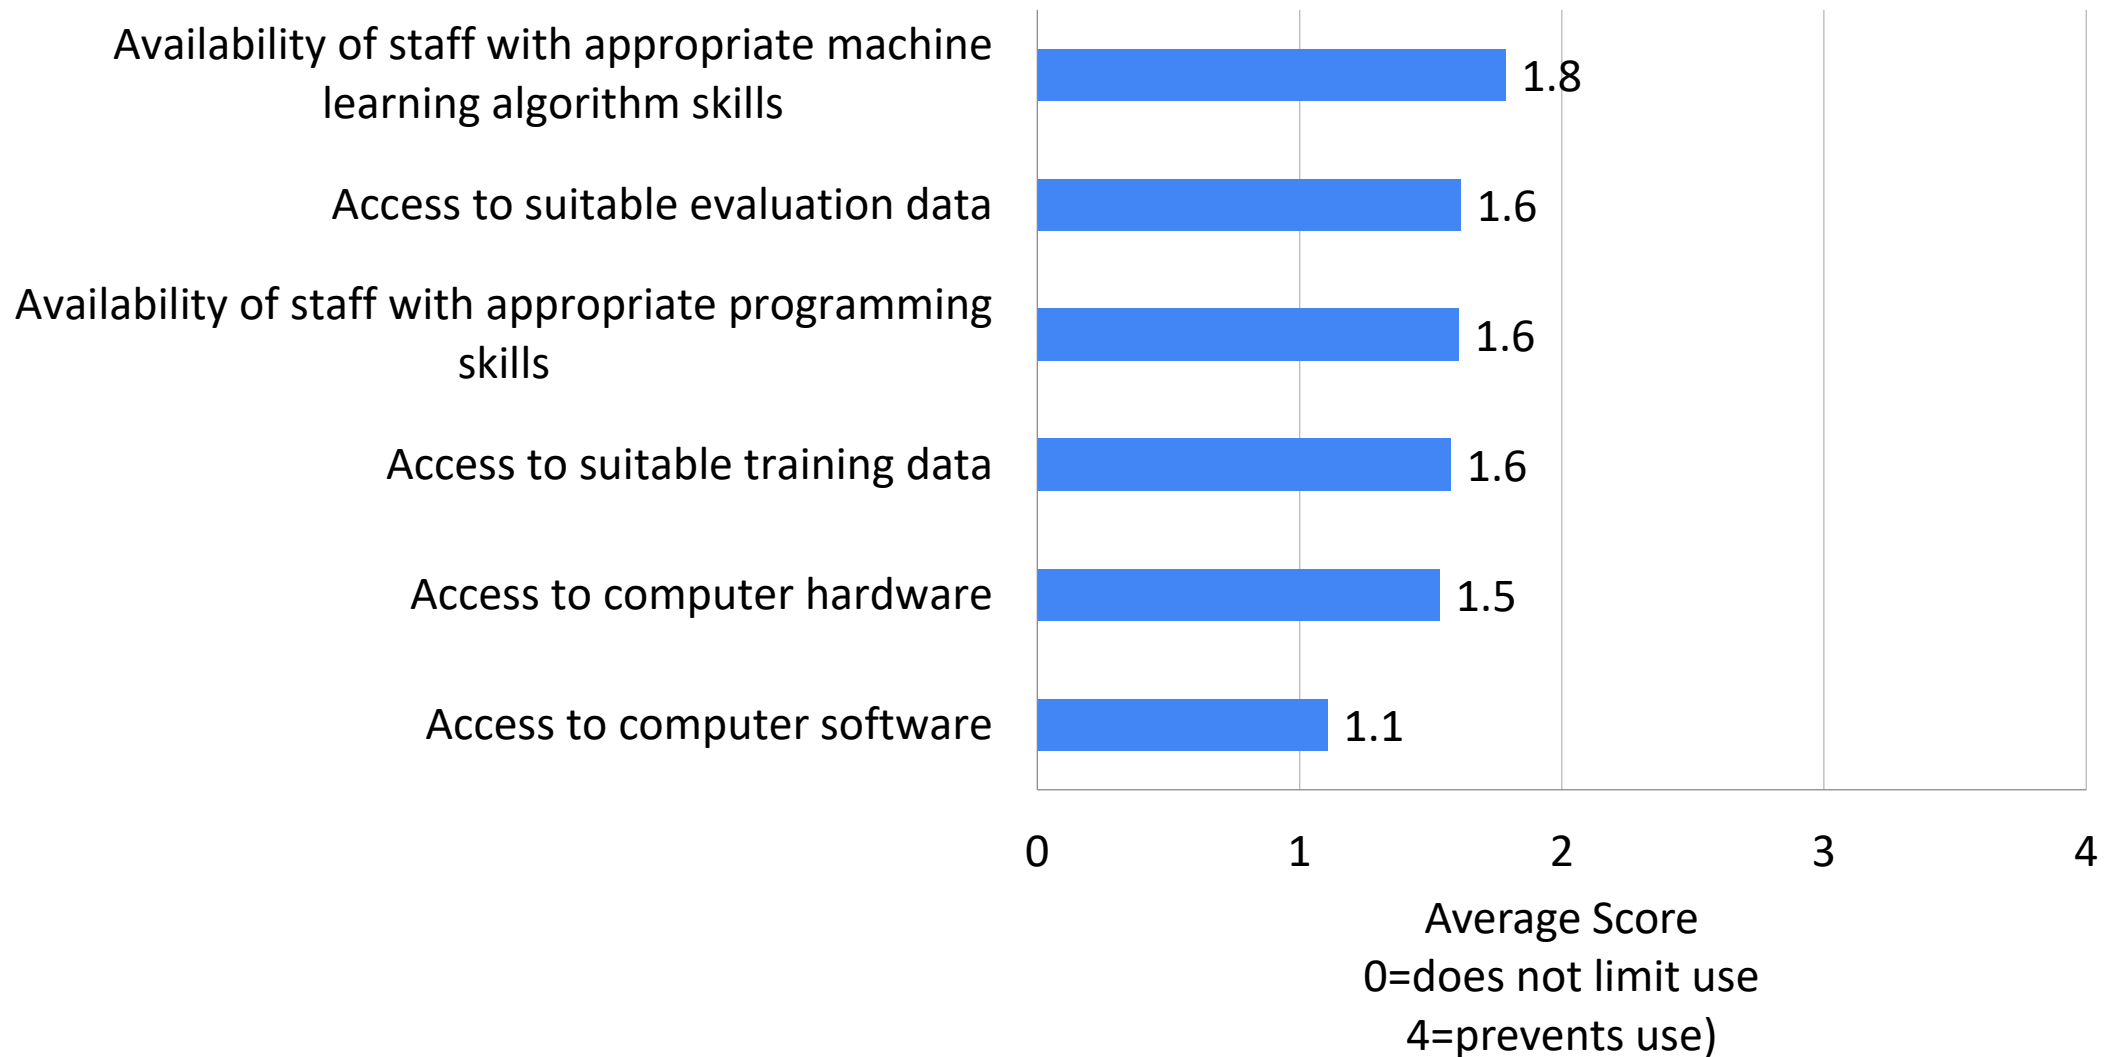 Availability of staff with appropriate machine
learning algorithm skills
1.8
Access to suitable evaluation data
1.6
Availability of staff with appropriate programming
skills
1.6
Access to suitable training data
1.6
Access to computer hardware
1.5
Access to computer software
1.1
0
1
2
3
4
Average Score
0=does not limit use
4=prevents use)